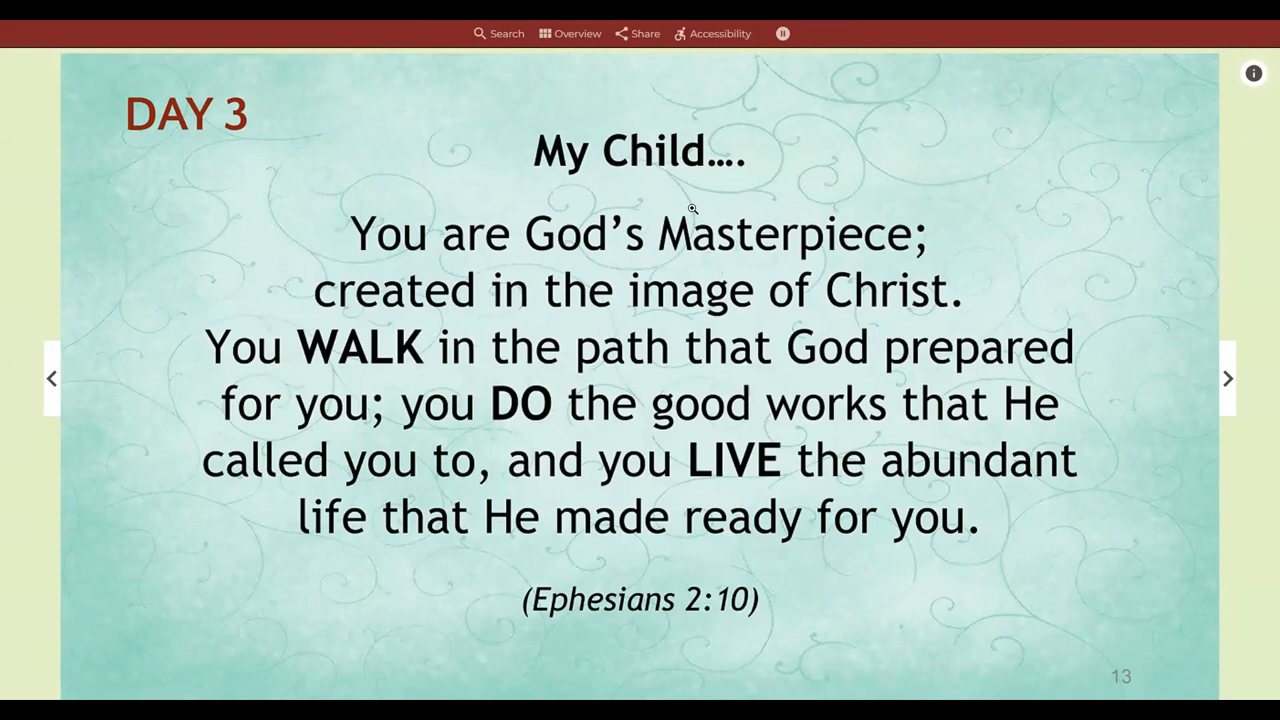 Search Overview Share Accessibility
DAY 3
My Child....
You are God's Masterpiece;
created in the image of Christ.
You WALK in the path that God prepared
for you; you DO the good works that He
called you to, and you LIVE the abundant
life that He made ready for you.
(Ephesians 2:10)
13